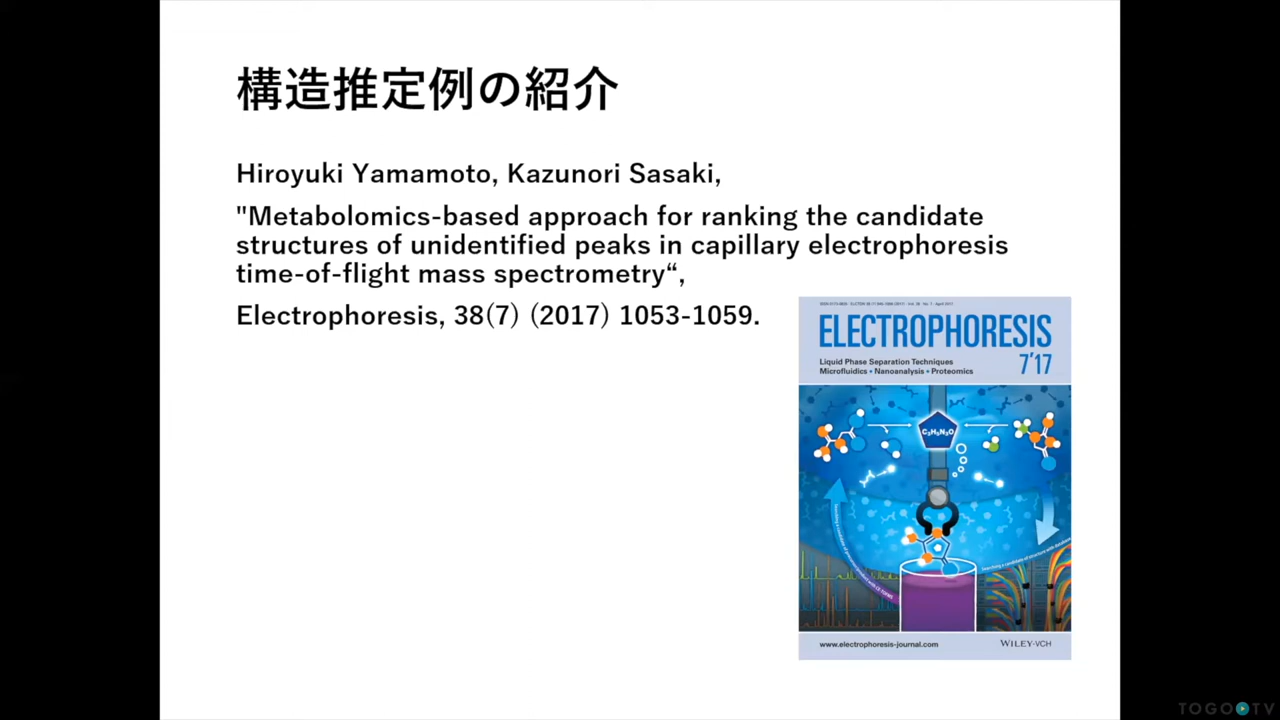 構造推定例の紹介
Hiroyuki Yamamoto, Kazunori Sasaki,
"Metabolomics-based approach for ranking the candidate
structures of unidentified peaks in capillary electrophoresis
time-of-flight mass spectrometry“,
Electrophoresis, 38(7) (2017) 1053-1059.
ELECTROPHORESIS
7'17
Liquid Phase Separation Techniques
Microfluidics • Nanoanalysis • Proteomics
C₃H₅N₃O
www.electrophoresis-journal.com
WILEY-VCH
TOGO TV